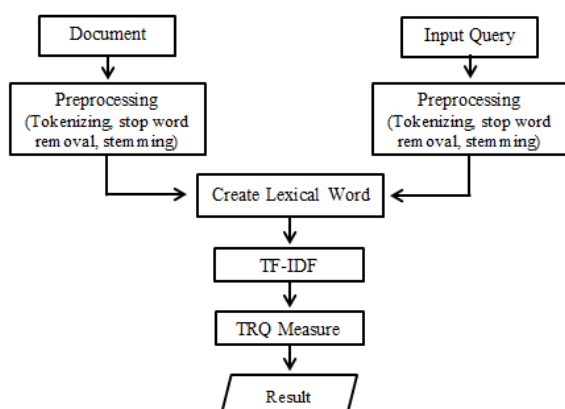 Document
Input Query
Preprocessing
(Tokenizing, stop word
removal, stemming)
Preprocessing
(Tokenizing, stop word
removal, stemming)
Create Lexical Word
TF-IDF
TRQ Measure
Result